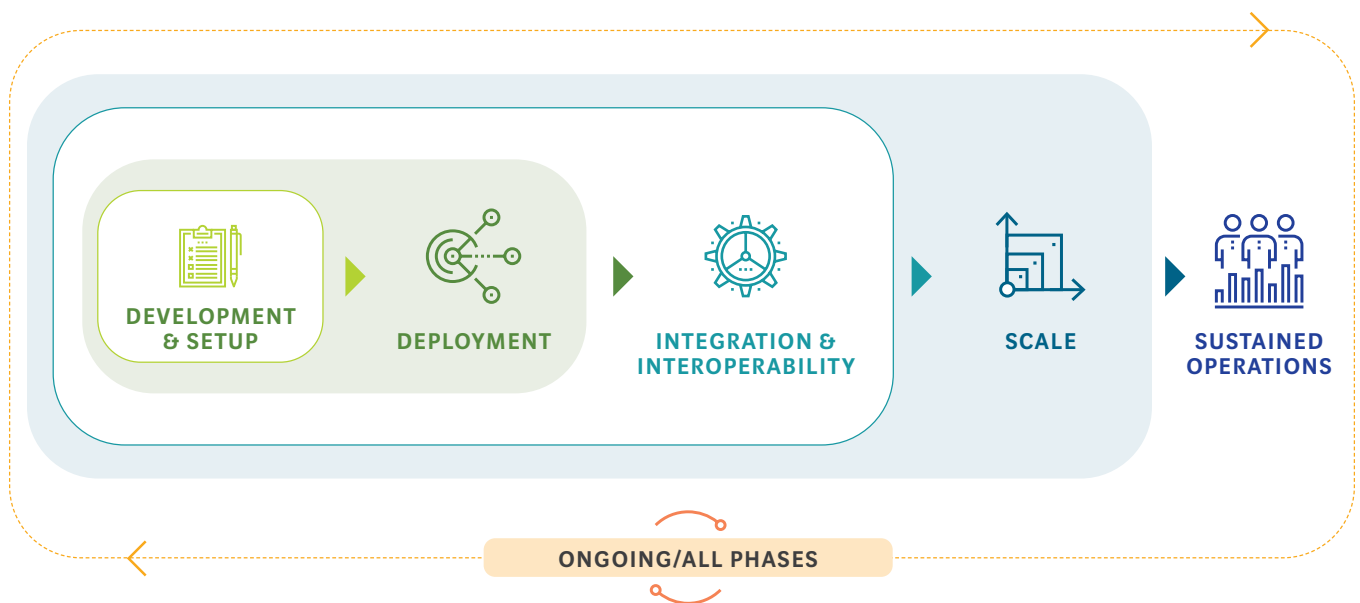 DEVELOPMENT
& SETUP
DEPLOYMENT
INTEGRATION &
INTEROPERABILITY
SCALE
SUSTAINED
OPERATIONS
ONGOING/ALL PHASES